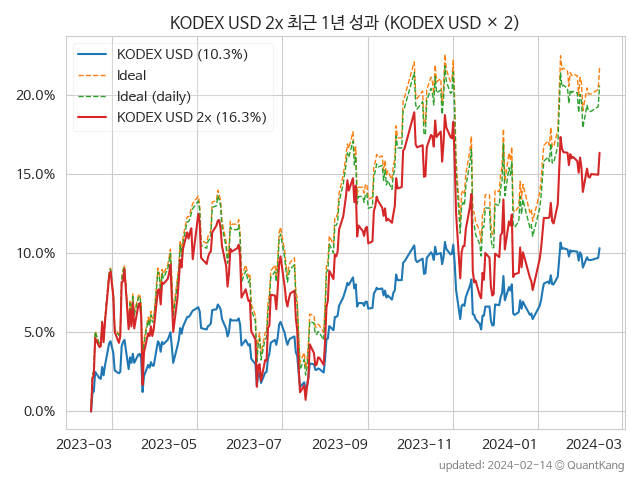 KODEX USD 2x 최근 1년 성과 (KODEX USD × 2)
KODEX USD (10.3%)
Ideal
Ideal (daily)
KODEX USD 2x (16.3%)
20.0%
15.0%
10.0%
5.0%
0.0%
2023-03 2023-05 2023-07 2023-09 2023-11 2024-01 2024-03
updated: 2024-02-14 © QuantKang